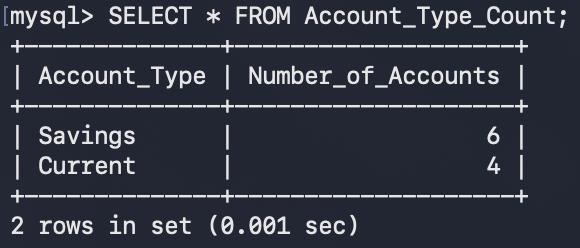 [mysql> SELECT * FROM Account_Type_Count;
+--------------+--------------------+
| Account_Type | Number_of_Accounts |
+--------------+--------------------+
| Savings      |                  6 |
| Current      |                  4 |
+--------------+--------------------+
2 rows in set (0.001 sec)